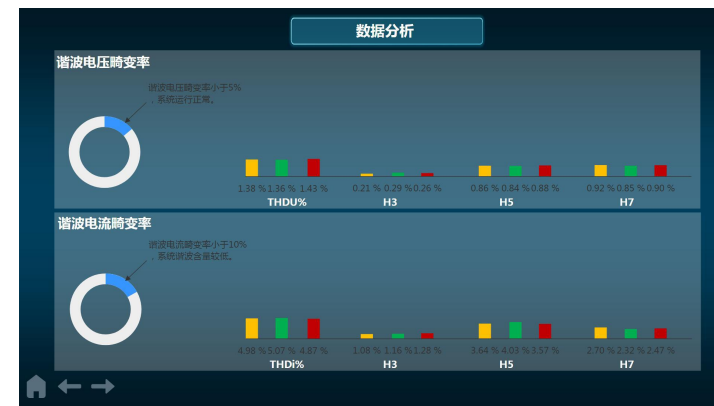 数据分析
谐波电压畸变率
谐波电压畸变率小于5%
，系统运行正常。
1.38 % 1.36 % 1.43 % 0.21 % 0.29 % 0.26 % 0.86 % 0.84 % 0.88 % 0.92 % 0.85 % 0.90 %
THDU% H3 H5 H7
谐波电流畸变率
谐波电流畸变率小于10%
，系统谐波含量较低。
4.98 % 5.07 % 4.87 % 1.08 % 1.16 % 1.28 % 3.64 % 4.03 % 3.57 % 2.70 % 2.32 % 2.47 %
THDi% H3 H5 H7